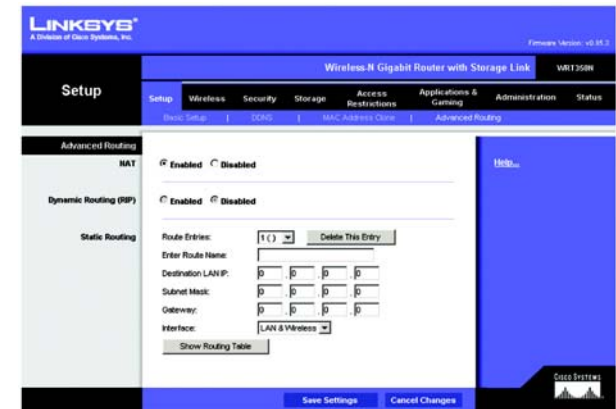 LINKSYS®
A Division of Cisco Systems, Inc.
Firmware Version: v0.95.3
Wireless-N Gigabit Router with Storage Link WRT350N
Setup
Setup Wireless Security Storage Access Restrictions Applications & Gaming Administration Status
Basic Setup | DDNS | MAC Address Clone | Advanced Routing
Advanced Routing
NAT Enabled Disabled
Help...
Dynamic Routing (RIP) Enabled Disabled
Static Routing Route Entries: 1 ( ) Delete This Entry
Enter Route Name:
Destination LAN IP: 0 . 0 . 0 . 0
Subnet Mask: 0 . 0 . 0 . 0
Gateway: 0 . 0 . 0 . 0
Interface: LAN & Wireless
Show Routing Table
CISCO SYSTEMS
Save Settings Cancel Changes